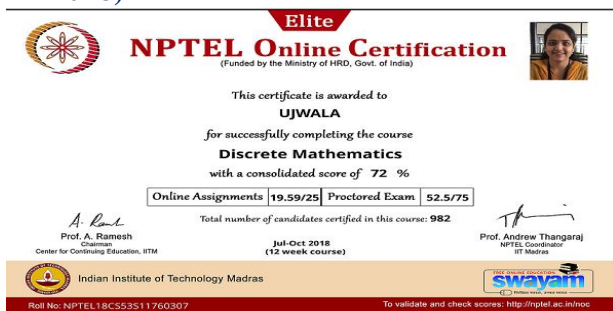 Elite
NPTEL Online Certification
(Funded by the Ministry of HRD, Govt. of India)
This certificate is awarded to
UJWALA
for successfully completing the course
Discrete Mathematics
with a consolidated score of 72 %
Online Assignments 19.59/25 Proctored Exam 52.5/75
Total number of candidates certified in this course: 982
Prof. A. Ramesh
Chairman
Center for Continuing Education, IITM
Jul-Oct 2018
(12 week course)
Prof. Andrew Thangaraj
NPTEL Coordinator
IIT Madras
Indian Institute of Technology Madras
FREE ONLINE EDUCATION
swayam
Roll No: NPTEL18CS53S11760307
To validate and check scores: http://nptel.ac.in/noc